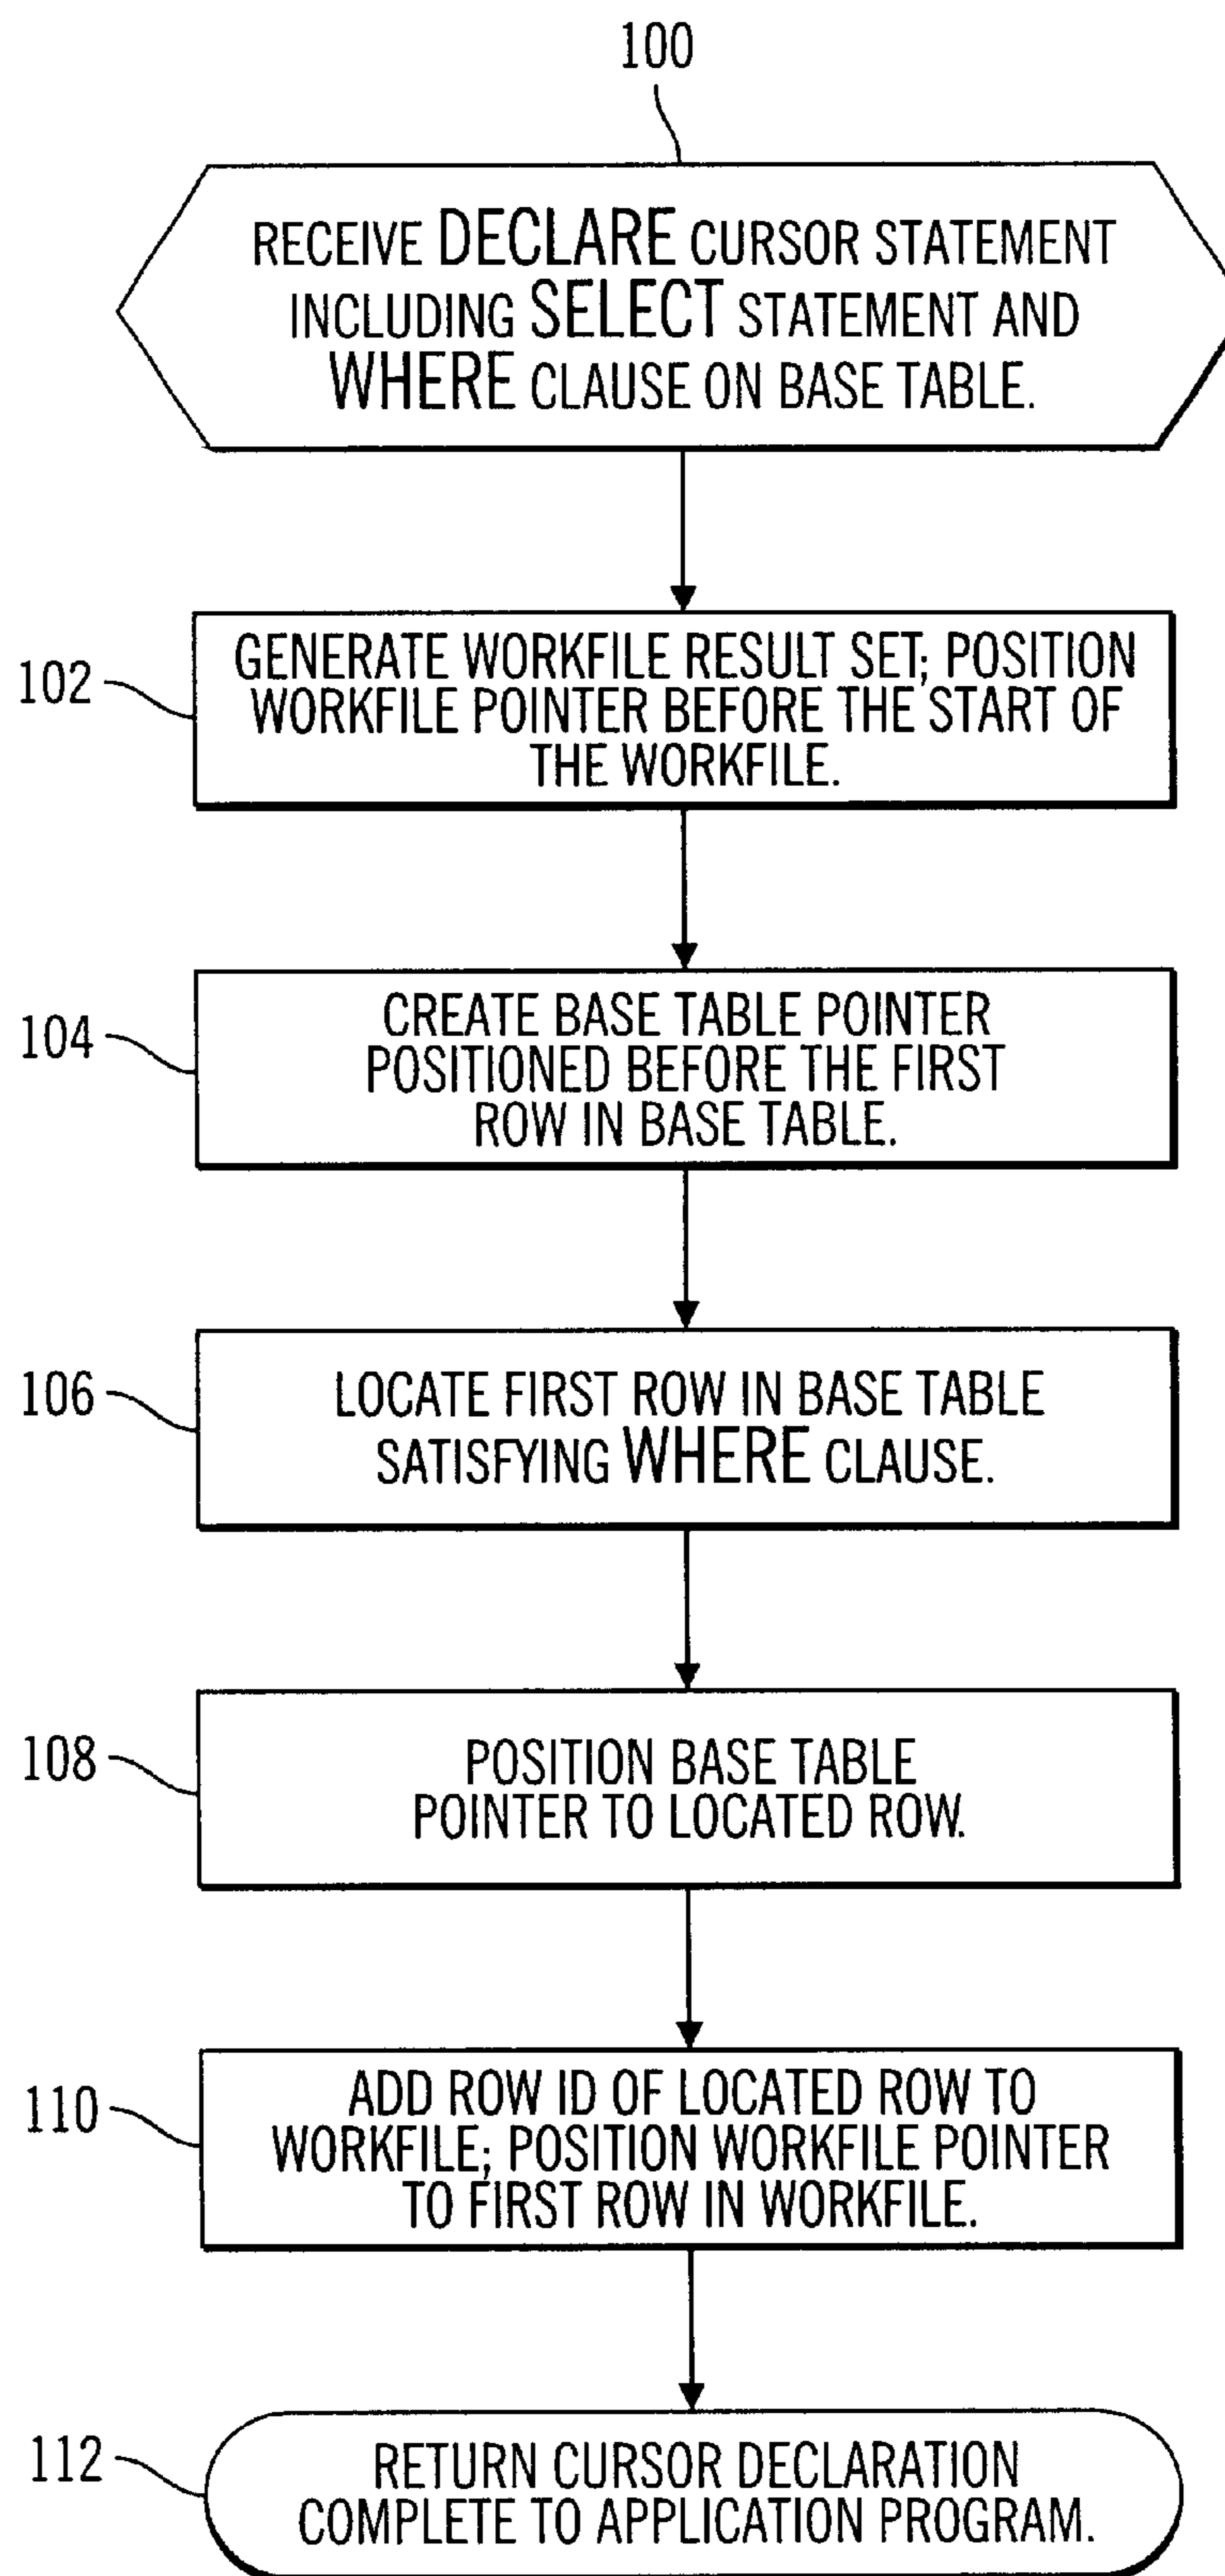 100
RECEIVE DECLARE CURSOR STATEMENT
INCLUDING SELECT STATEMENT AND
WHERE CLAUSE ON BASE TABLE.
102
GENERATE WORKFILE RESULT SET; POSITION
WORKFILE POINTER BEFORE THE START OF
THE WORKFILE.
104
CREATE BASE TABLE POINTER
POSITIONED BEFORE THE FIRST
ROW IN BASE TABLE.
106
LOCATE FIRST ROW IN BASE TABLE
SATISFYING WHERE CLAUSE.
108
POSITION BASE TABLE
POINTER TO LOCATED ROW.
110
ADD ROW ID OF LOCATED ROW TO
WORKFILE; POSITION WORKFILE POINTER
TO FIRST ROW IN WORKFILE.
112
RETURN CURSOR DECLARATION
COMPLETE TO APPLICATION PROGRAM.